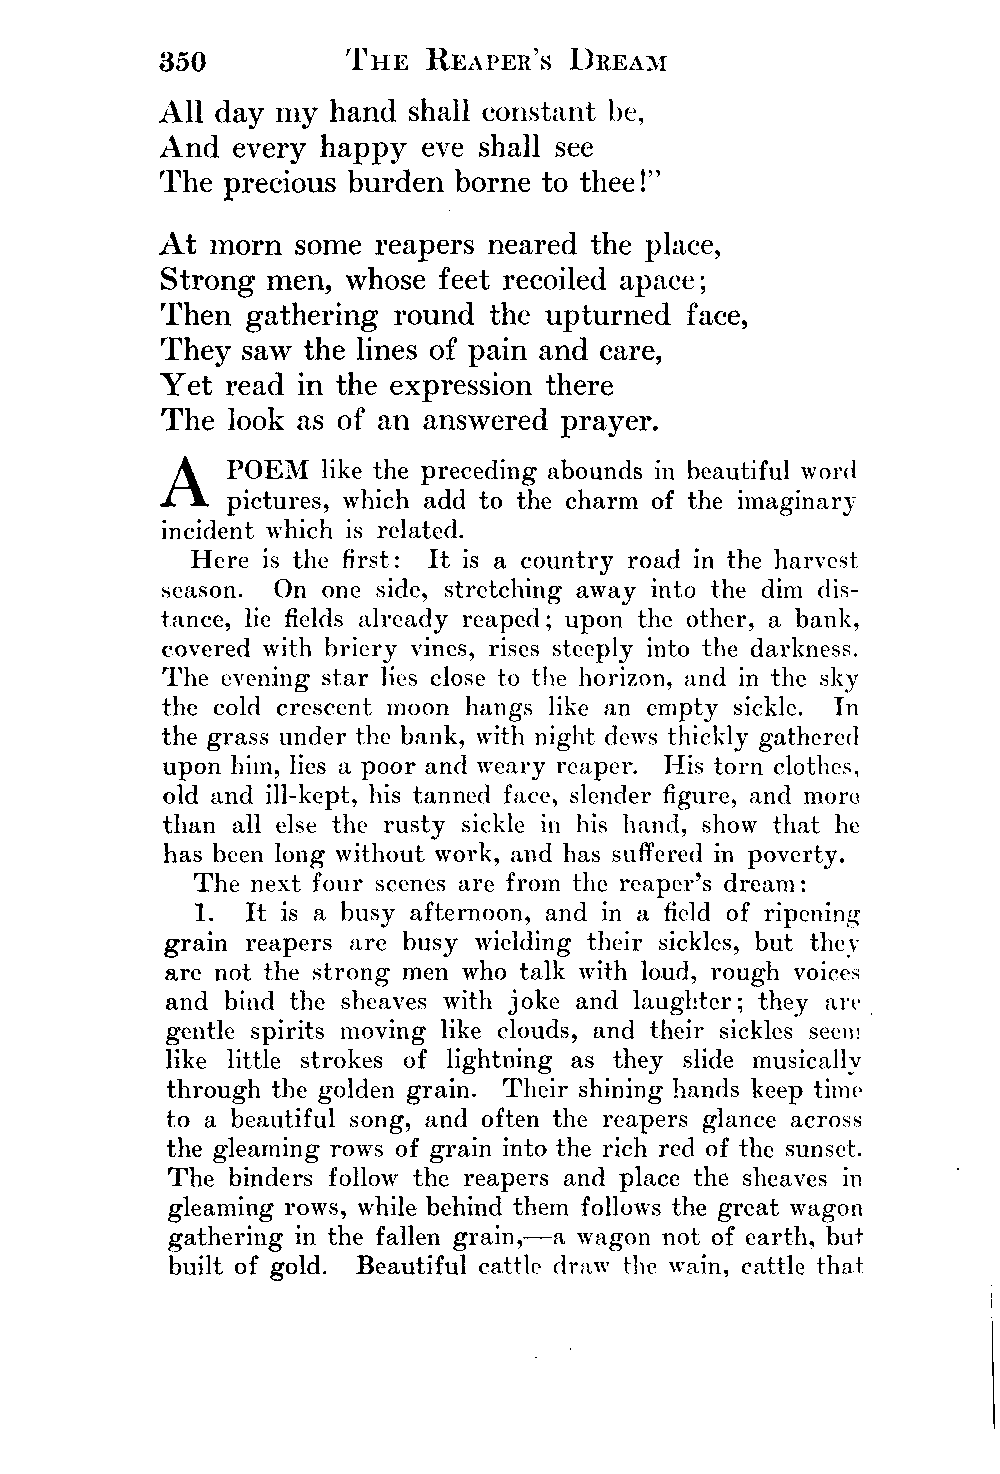 350 THE REAPER'S DREAM
All day my hand shall constant be,
And every happy eve shall see
The precious burden borne to thee!"
At morn some reapers neared the place,
Strong men, whose feet recoiled apace;
Then gathering round the upturned face,
They saw the lines of pain and care,
Yet read in the expression there
The look as of an answered prayer.
A POEM like the preceding abounds in beautiful word
pictures, which add to the charm of the imaginary
incident which is related.
Here is the first: It is a country road in the harvest
season. On one side, stretching away into the dim dis-
tance, lie fields already reaped; upon the other, a bank,
covered with briery vines, rises steeply into the darkness.
The evening star lies close to the horizon, and in the sky
the cold crescent moon hangs like an empty sickle. In
the grass under the bank, with night dews thickly gathered
upon him, lies a poor and weary reaper. His torn clothes,
old and ill-kept, his tanned face, slender figure, and more
than all else the rusty sickle in his hand, show that he
has been long without work, and has suffered in poverty.
The next four scenes are from the reaper's dream:
1. It is a busy afternoon, and in a field of ripening
grain reapers are busy wielding their sickles, but they
are not the strong men who talk with loud, rough voices
and bind the sheaves with joke and laughter; they are
gentle spirits moving like clouds, and their sickles seem
like little strokes of lightning as they slide musically
through the golden grain. Their shining hands keep time
to a beautiful song, and often the reapers glance across
the gleaming rows of grain into the rich red of the sunset.
The binders follow the reapers and place the sheaves in
gleaming rows, while behind them follows the great wagon
gathering in the fallen grain,—a wagon not of earth, but
built of gold. Beautiful cattle draw the wain, cattle that